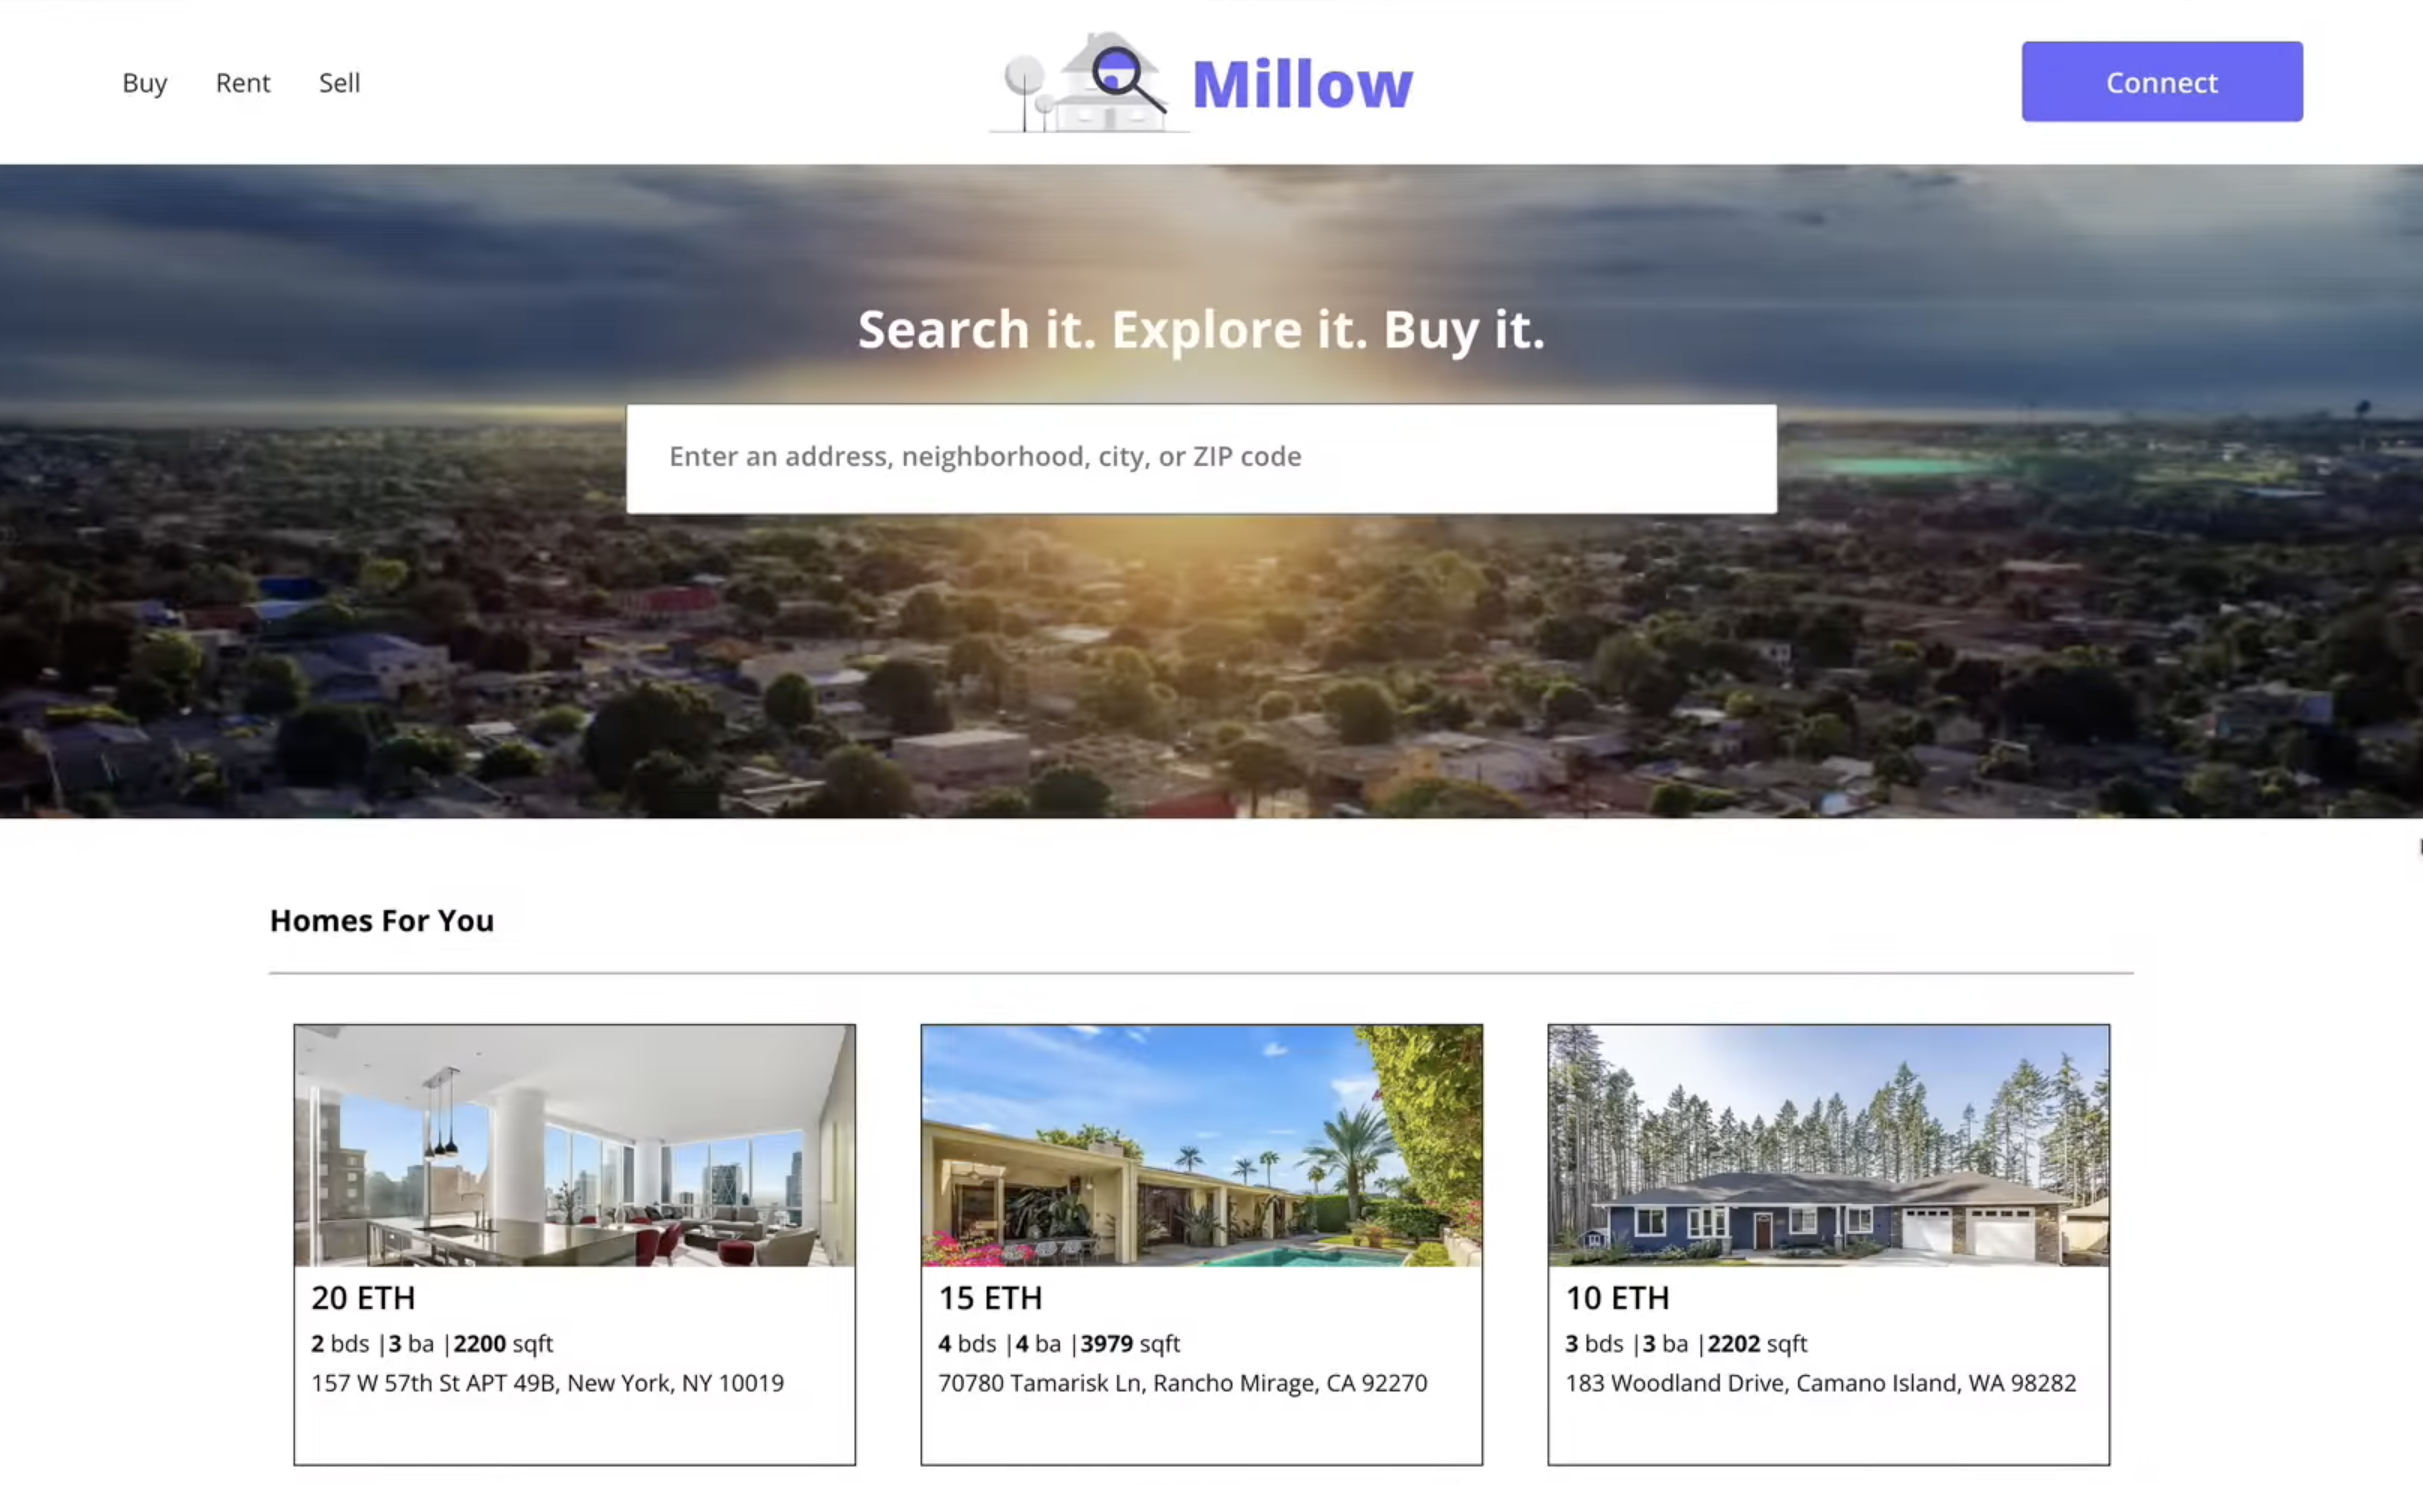 Buy
Rent
Sell
Millow
Connect
Search it. Explore it. Buy it.
Enter an address, neighborhood, city, or ZIP code
Homes For You
20 ETH
2 bds |3 ba |2200 sqft
157 W 57th St APT 49B, New York, NY 10019
15 ETH
4 bds |4 ba |3979 sqft
70780 Tamarisk Ln, Rancho Mirage, CA 92270
10 ETH
3 bds |3 ba |2202 sqft
183 Woodland Drive, Camano Island, WA 98282